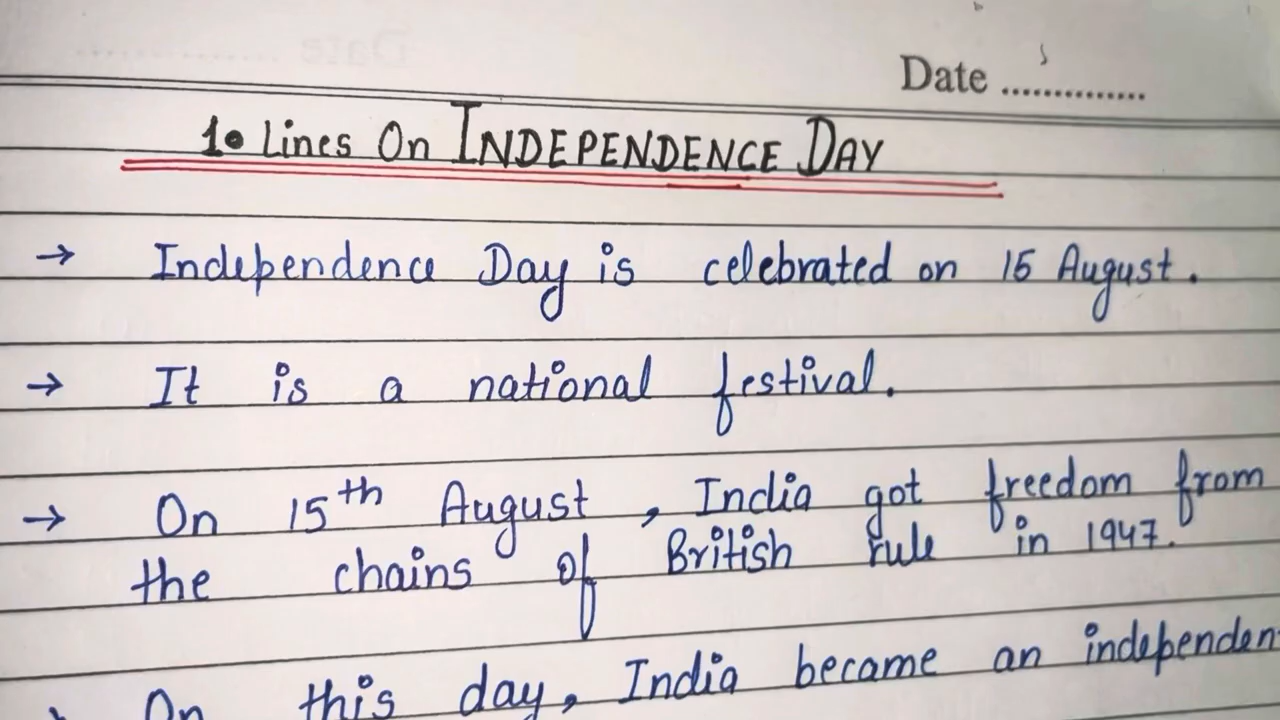 Date ..............
10 Lines On INDEPENDENCE DAY
→ Independence Day is celebrated on 15 August.
→ It is a national festival.
→ On 15th August, India got freedom from
the chains of British rule in 1947.
On this day, India became an independen